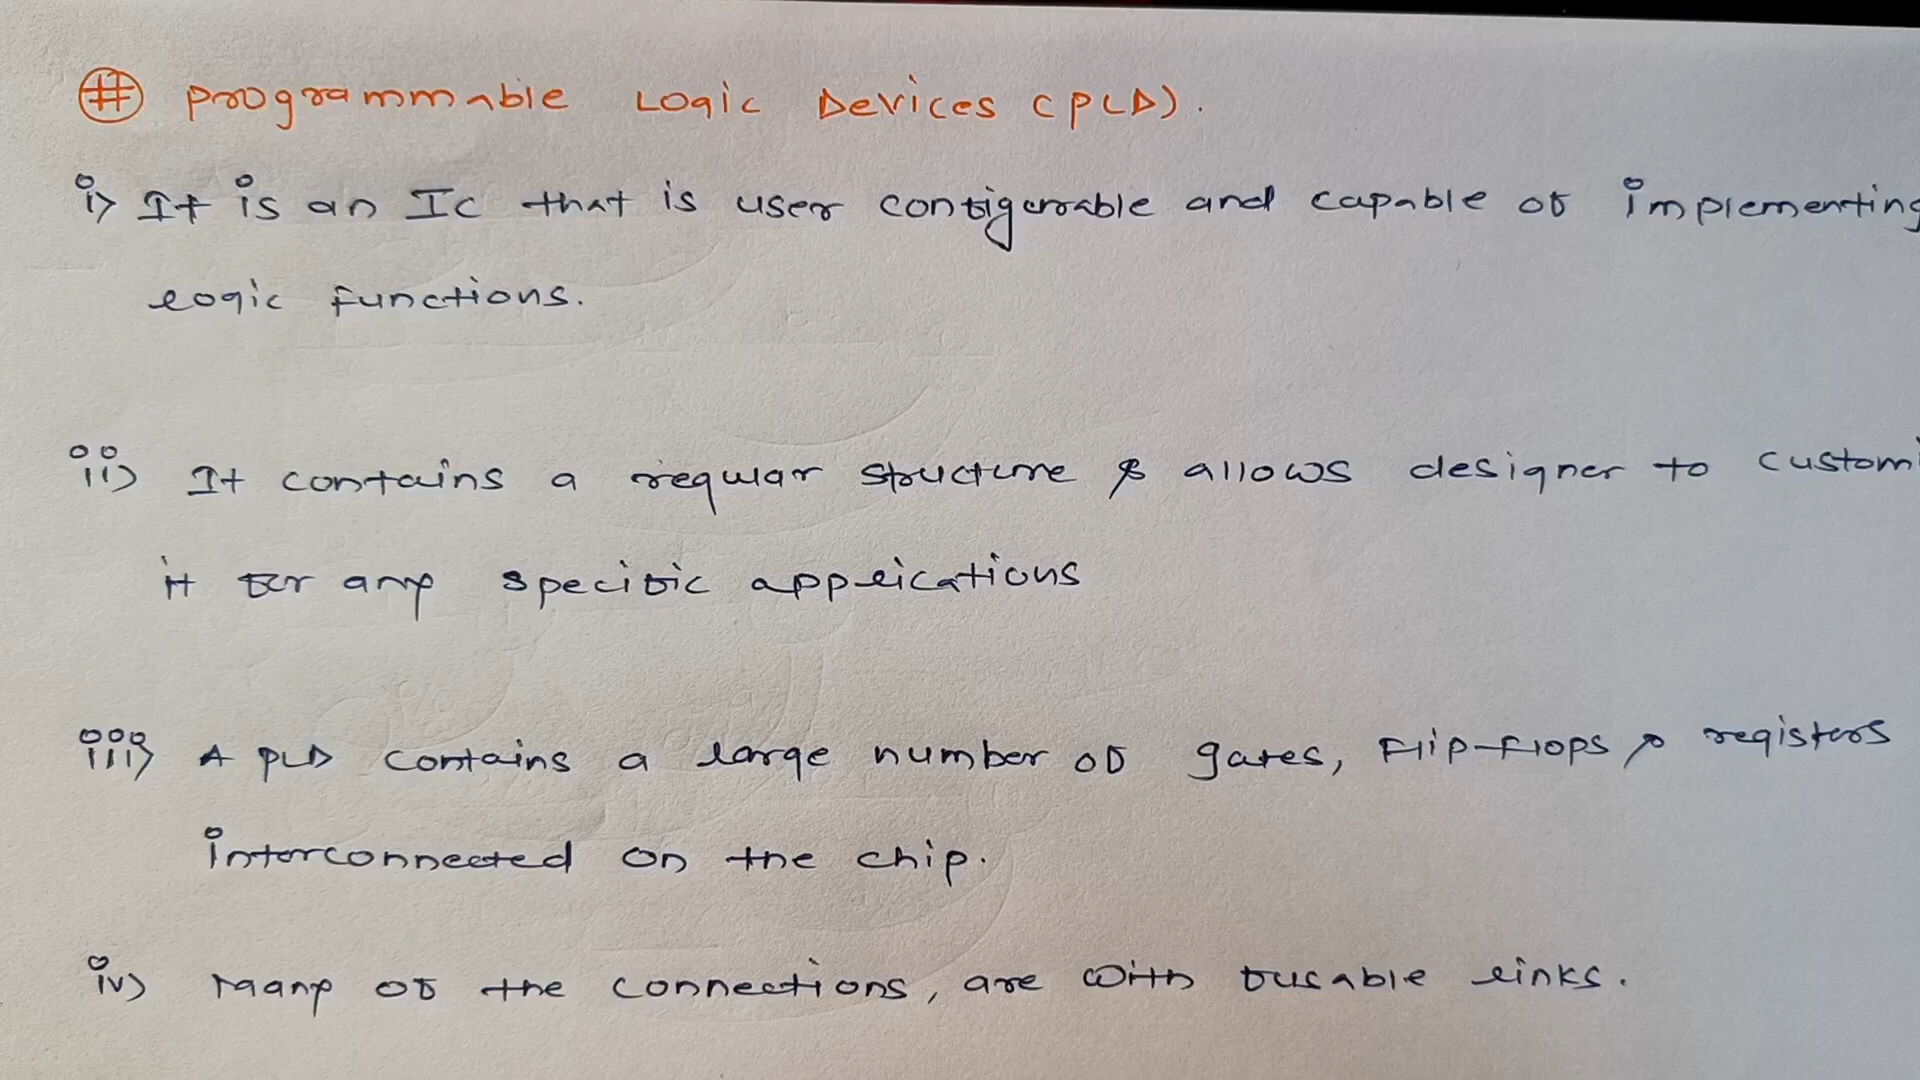 # Programmable Logic Devices (PLD).
i) It is an IC that is user configurable and capable of implementing
logic functions.
ii) It contains a regular structure & allows designer to customi
it for any specific applications
iii) A PLD contains a large number of gates, Flip-Flops & registers
interconnected on the chip.
iv) Many of the connections, are with fusable links.